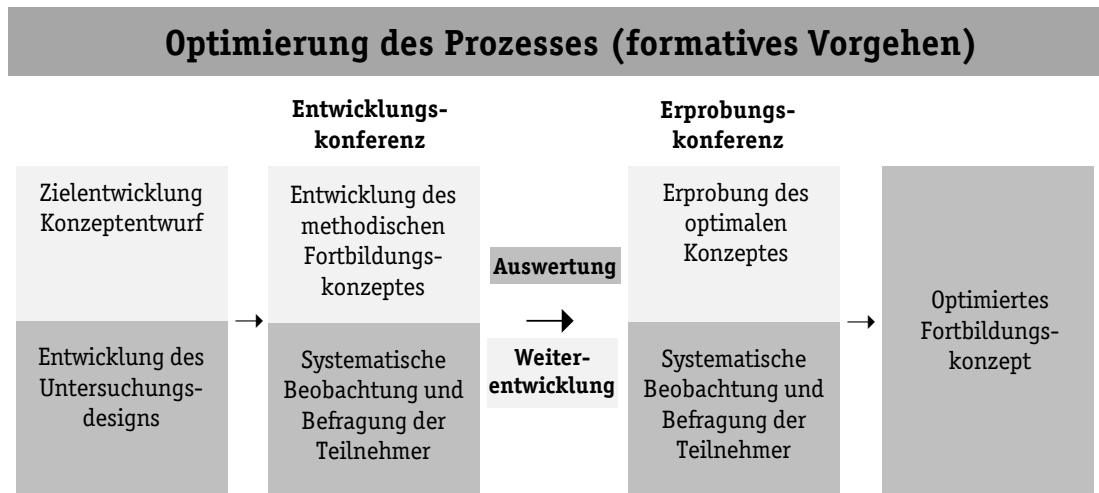 Optimierung des Prozesses (formatives Vorgehen)
Entwicklungs-
konferenz
Erprobungs-
konferenz
Zielentwicklung
Konzeptentwurf
Entwicklung des
Untersuchungs-
designs
Entwicklung des
methodischen
Fortbildungs-
konzeptes
Systematische
Beobachtung und
Befragung der
Teilnehmer
Auswertung
Weiter-
entwicklung
Erprobung des
optimalen
Konzeptes
Systematische
Beobachtung und
Befragung der
Teilnehmer
Optimiertes
Fortbildungs-
konzept